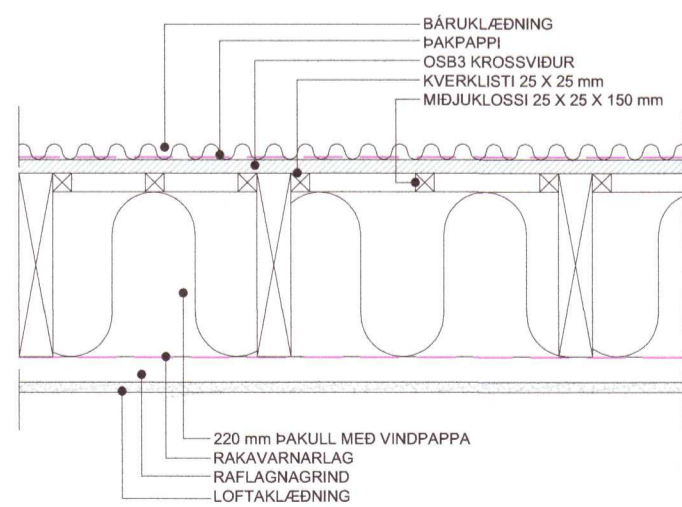 BÁRUKLÆÐNING
ÞAKPAPPI
OSB3 KROSSVIÐUR
KVERKLISTI 25 X 25 mm
MIÐJUKLOSSI 25 X 25 X 150 mm
220 mm ÞAKULL MEÐ VINDPAPPA
RAKAVARNARLAG
RAFLAGNAGRIND
LOFTAKLÆÐNING